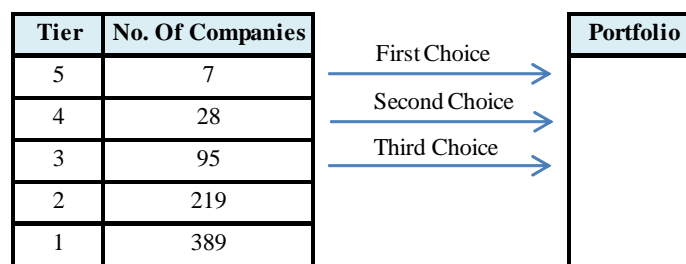 Tier No. Of Companies
5 7
4 28
3 95
2 219
1 389
First Choice
Second Choice
Third Choice
Portfolio